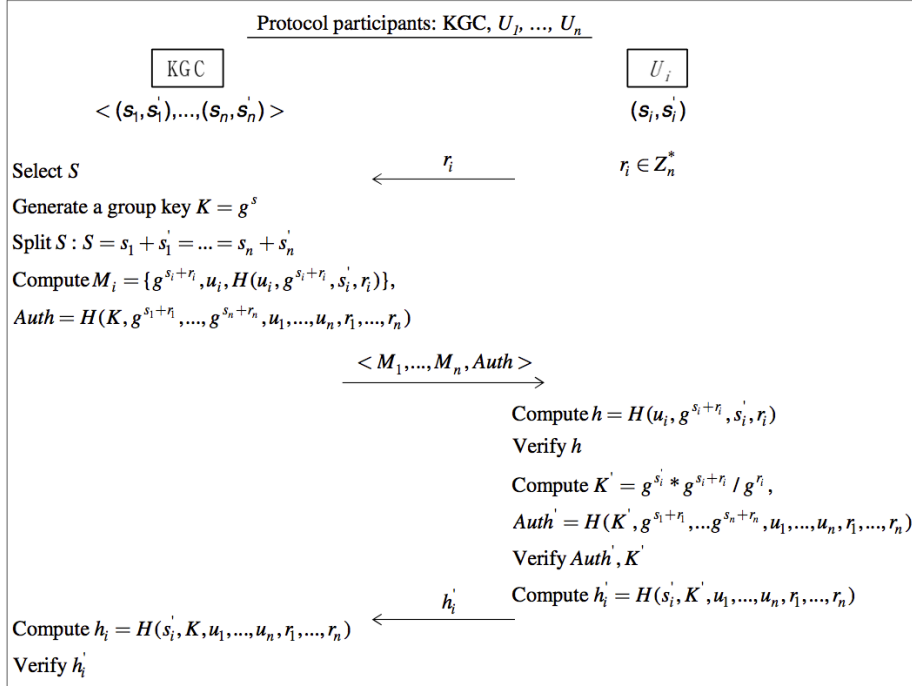 Protocol participants: KGC, U₁, ..., Uₙ
KGC
Uᵢ
< (s₁,s₁'),...,(sₙ,sₙ') >
(sᵢ,sᵢ')
rᵢ
rᵢ ∈ Zₙ*
Select S
Generate a group key K = g^s
Split S : S = s₁ + s₁' = ... = sₙ + sₙ'
Compute Mᵢ = {g^{sᵢ+rᵢ},uᵢ,H(uᵢ,g^{sᵢ+rᵢ},sᵢ',rᵢ)},
Auth = H(K,g^{s₁+r₁},...,g^{sₙ+rₙ},u₁,...,uₙ,r₁,...,rₙ)
< M₁,...,Mₙ,Auth >
Compute h = H(uᵢ,g^{sᵢ+rᵢ},sᵢ',rᵢ)
Verify h
Compute K' = g^{sᵢ'} * g^{sᵢ+rᵢ} / g^{rᵢ} ,
Auth' = H(K',g^{s₁+r₁},...g^{sₙ+rₙ},u₁,...,uₙ,r₁,...,rₙ)
Verify Auth', K'
Compute hᵢ' = H(sᵢ',K',u₁,...,uₙ,r₁,...,rₙ)
hᵢ'
Compute hᵢ = H(sᵢ',K,u₁,...,uₙ,r₁,...,rₙ)
Verify hᵢ'